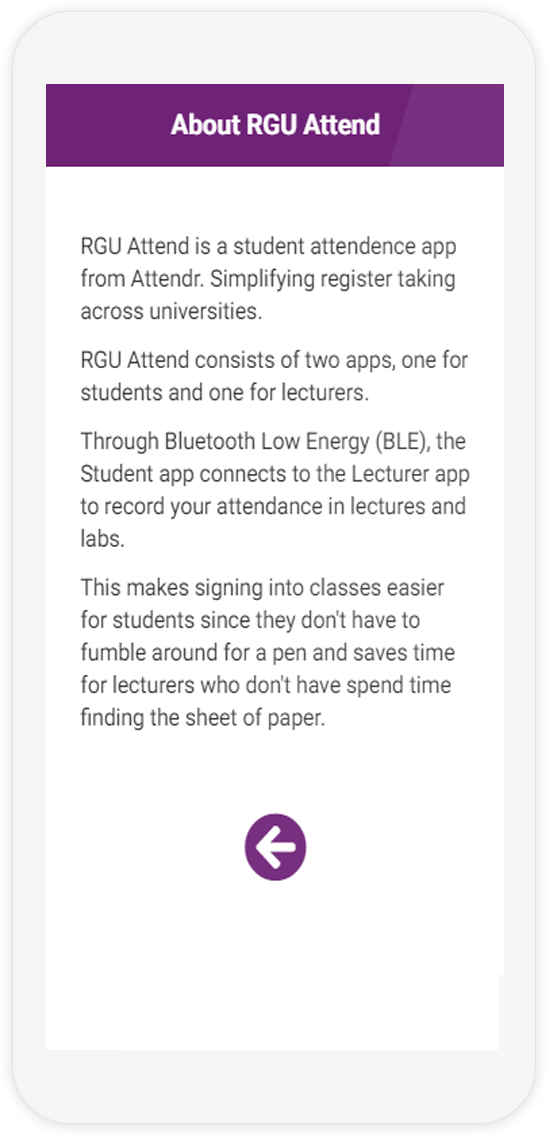 About RGU Attend
RGU Attend is a student attendence app
from Attendr. Simplifying register taking
across universities.
RGU Attend consists of two apps, one for
students and one for lecturers.
Through Bluetooth Low Energy (BLE), the
Student app connects to the Lecturer app
to record your attendance in lectures and
labs.
This makes signing into classes easier
for students since they don't have to
fumble around for a pen and saves time
for lecturers who don't have spend time
finding the sheet of paper.